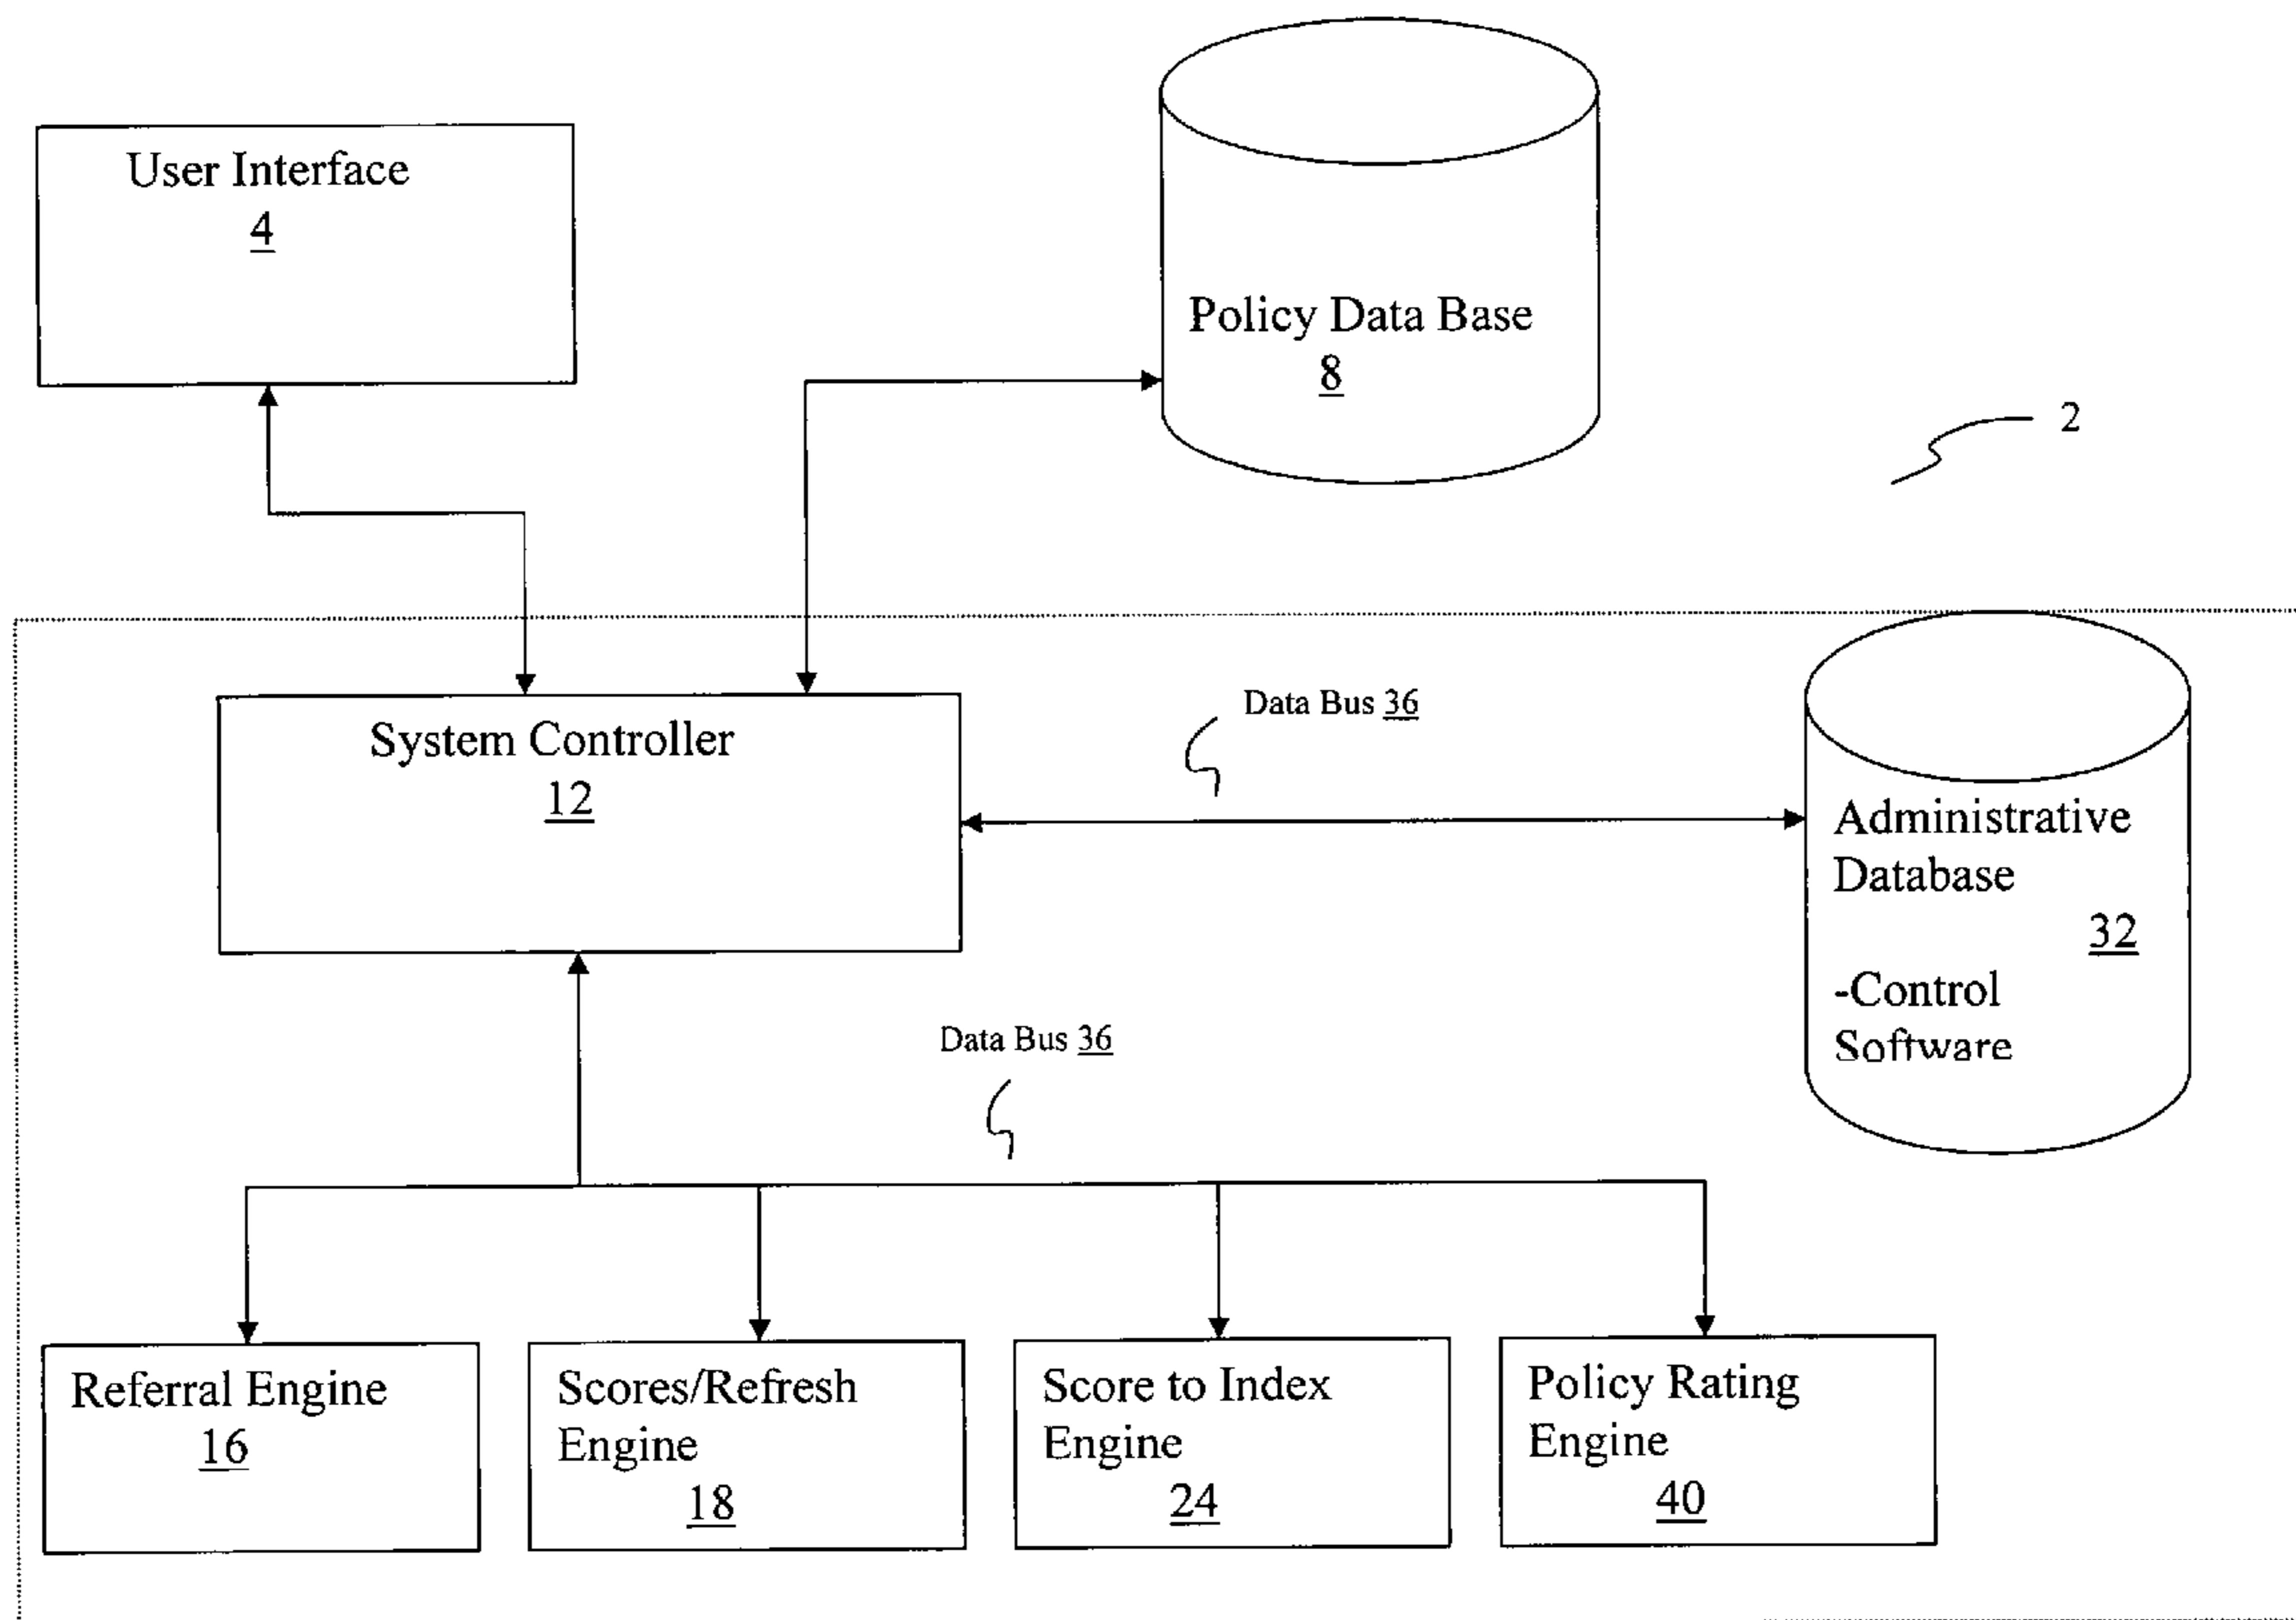 User Interface
4
Policy Data Base
8
2
System Controller
12
Data Bus 36
Administrative
Database
32
-Control
Software
Data Bus 36
Referral Engine
16
Scores/Refresh
Engine
18
Score to Index
Engine
24
Policy Rating
Engine
40